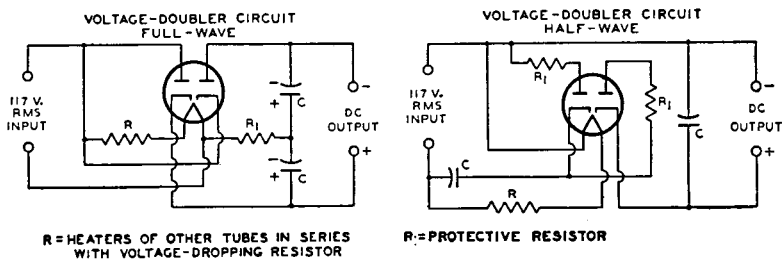 VOLTAGE-DOUBLER CIRCUIT
FULL-WAVE
117 V.
RMS
INPUT
R
R1
- + C
+ - C
-
DC
OUTPUT
+
R = HEATERS OF OTHER TUBES IN SERIES
WITH VOLTAGE-DROPPING RESISTOR
VOLTAGE-DOUBLER CIRCUIT
HALF-WAVE
117 V.
RMS
INPUT
R1
R1
C
C
R
-
DC
OUTPUT
+
R = PROTECTIVE RESISTOR